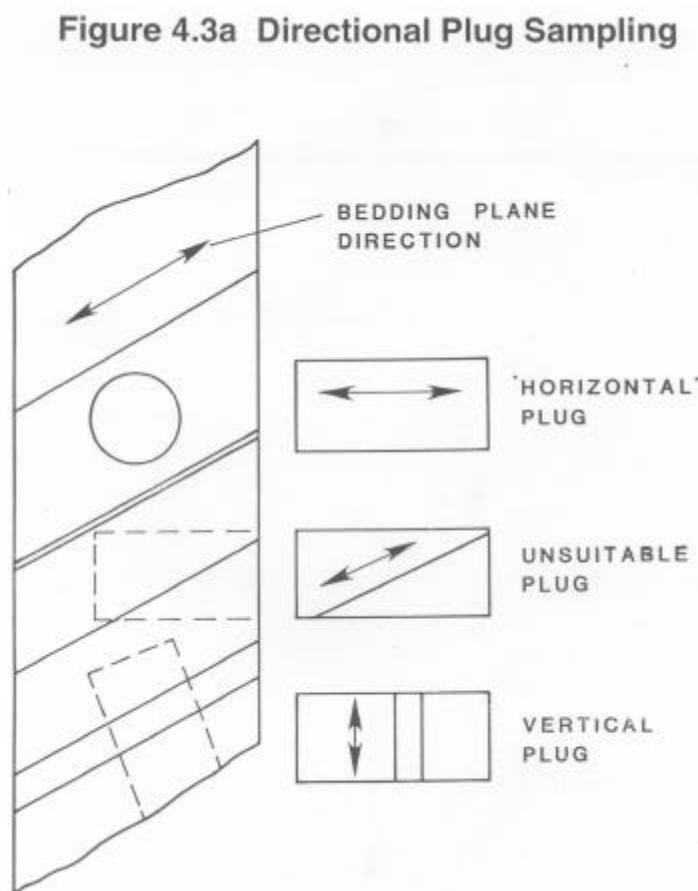 Figure 4.3a Directional Plug Sampling
BEDDING PLANE
DIRECTION
'HORIZONTAL'
PLUG
UNSUITABLE
PLUG
VERTICAL
PLUG